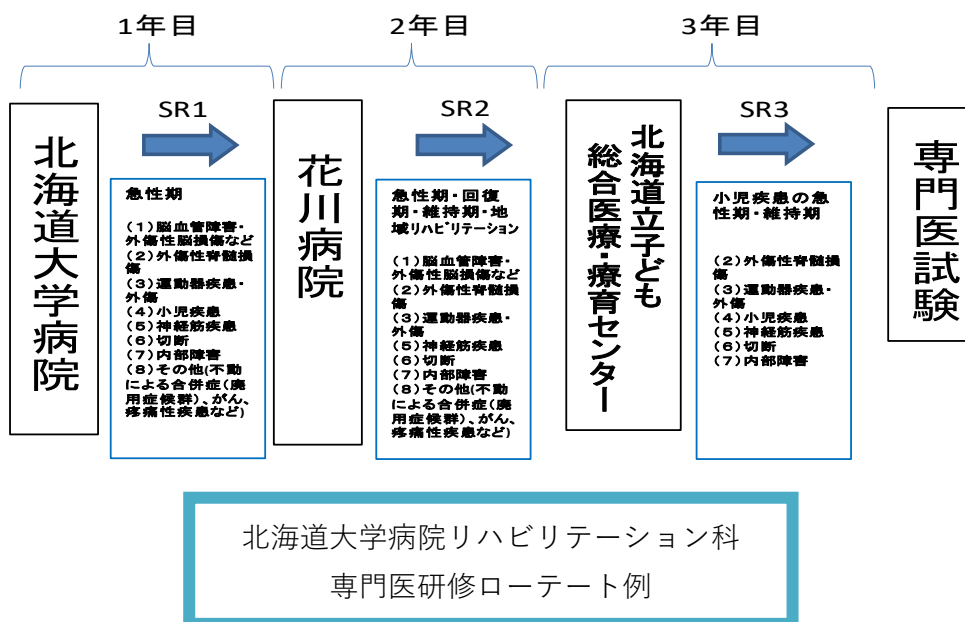 1年目
2年目
3年目
SR1
SR2
SR3
北海道大学病院
急性期
(1)脳血管障害・
外傷性脳損傷など
(2)外傷性脊髄損
傷
(3)運動器疾患・
外傷
(4)小児疾患
(5)神経筋疾患
(6)切断
(7)内部障害
(8)その他(不動
による合併症(廃
用症候群)、がん、
疼痛性疾患など)
花川病院
急性期・回復
期・維持期・地
域リハビリテーション
(1)脳血管障害・
外傷性脳損傷など
(2)外傷性脊髄損
傷
(3)運動器疾患・
外傷
(5)神経筋疾患
(6)切断
(7)内部障害
(8)その他(不動
による合併症(廃
用症候群)、がん、
疼痛性疾患など)
北海道立子ども
総合医療・療育センター
小児疾患の急
性期・維持期
(2)外傷性脊髄損
傷
(3)運動器疾患・
外傷
(4)小児疾患
(5)神経筋疾患
(6)切断
(7)内部障害
専門医試験
北海道大学病院リハビリテーション科
専門医研修ローテート例